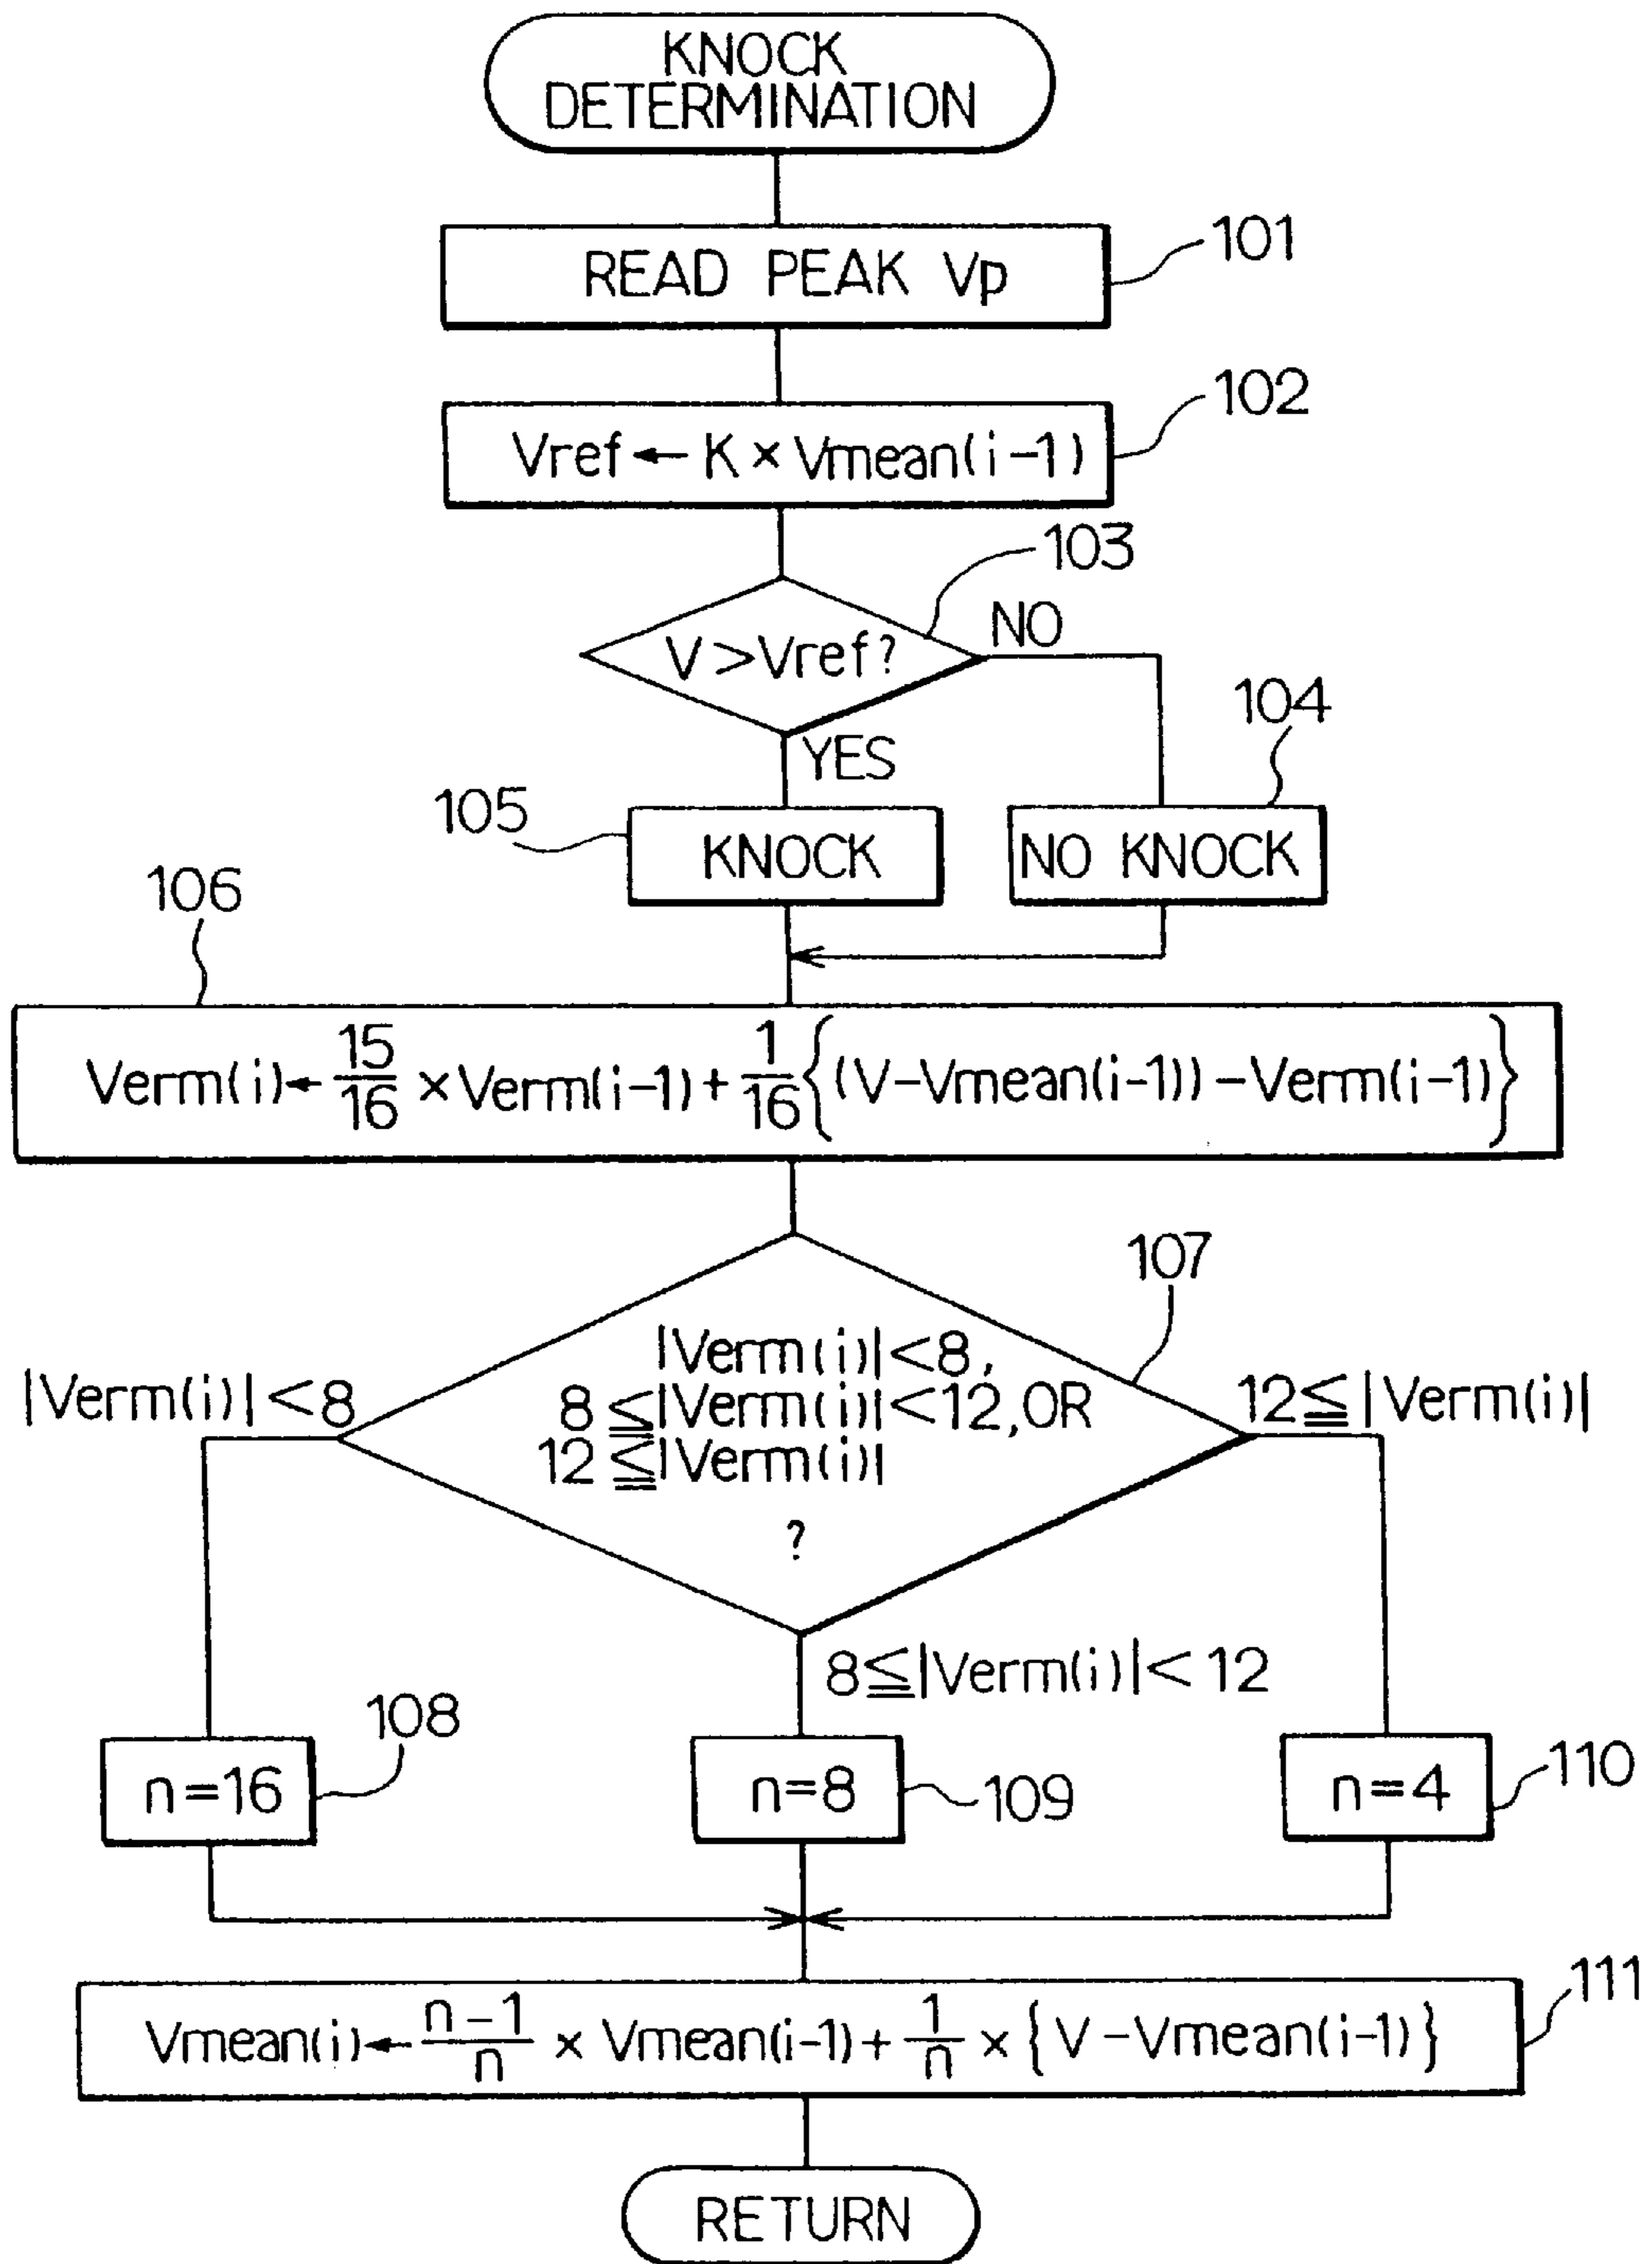 KNOCK
DETERMINATION
101
READ PEAK Vp
102
Vref ← K × Vmean(i-1)
103
V > Vref?
NO
YES
104
105
KNOCK
NO KNOCK
106
Verm(i) ← 15/16 × Verm(i-1) + 1/16 {(V-Vmean(i-1)) - Verm(i-1)}
107
|Verm(i)| < 8
|Verm(i)| < 8,
8 ≦ |Verm(i)| < 12, OR
12 ≦ |Verm(i)|
?
12 ≦ |Verm(i)|
8 ≦ |Verm(i)| < 12
108
n=16
n=8
109
n=4
110
111
Vmean(i) ← n-1/n × Vmean(i-1) + 1/n × {V - Vmean(i-1)}
RETURN